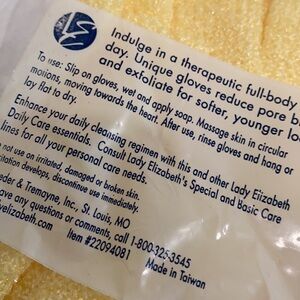 Indulge in a therapeutic full-body
day. Unique gloves reduce pore b
and exfoliate for softer, younger lo
To use: Slip on gloves, wet and apply soap. Massage skin in circular
motions, moving towards the heart. After use, rinse gloves and hang or
lay flat to dry.
Enhance your daily cleansing regimen with this and other Lady Elizabeth
Daily Care essentials. Consult Lady Elizabeth's Special and Basic Care
lines for all your personal care needs.
not use on irritated, damaged or broken skin.
itation develops, discontinue use immediately.
eder & Tremayne, Inc., St. Louis, MO
ave any questions or comments, call 1-800-325-3545
yelizabeth.com
Item #22094081 Made in Taiwan